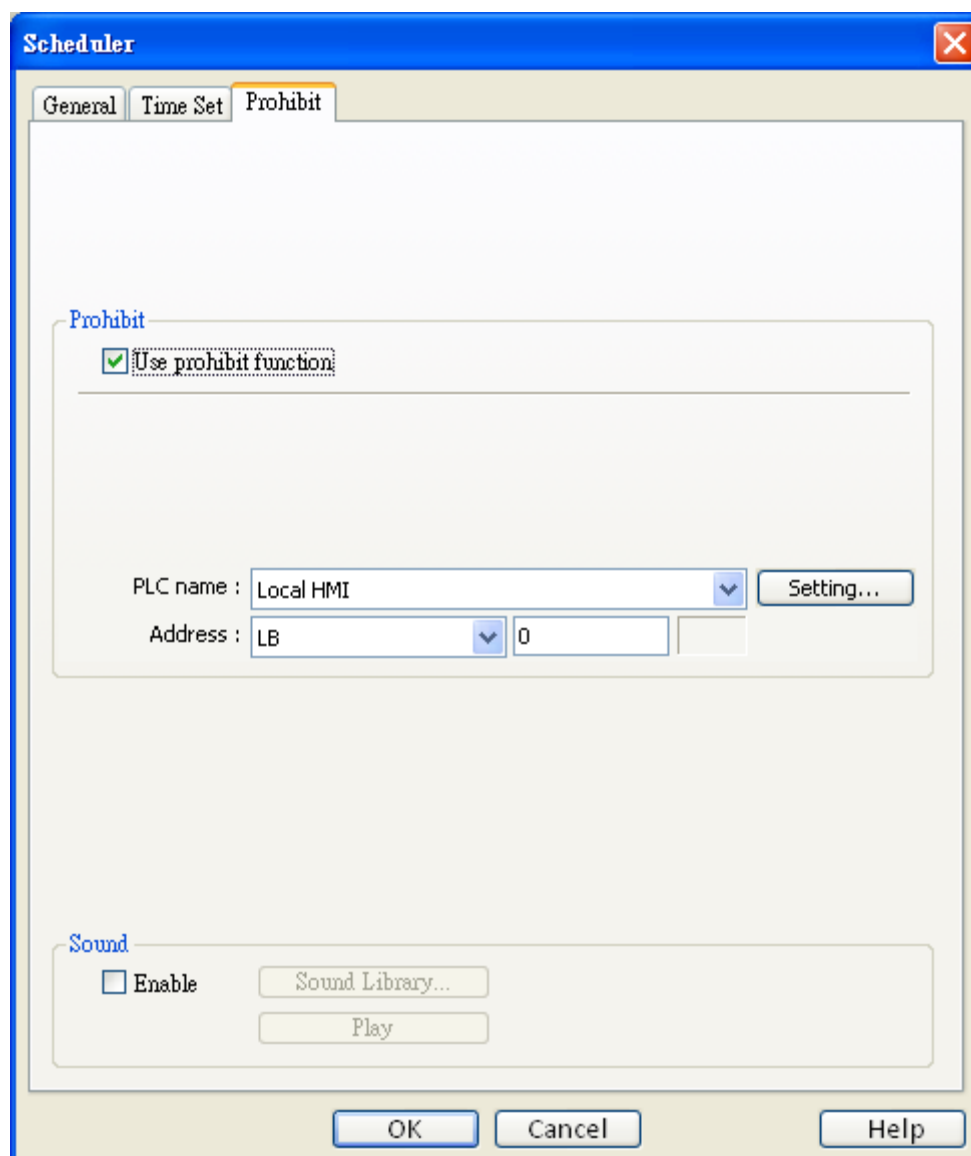 Scheduler
General Time Set Prohibit
Prohibit
Use prohibit function
PLC name : Local HMI Setting...
Address : LB 0
Sound
Enable Sound Library...
Play
OK Cancel Help